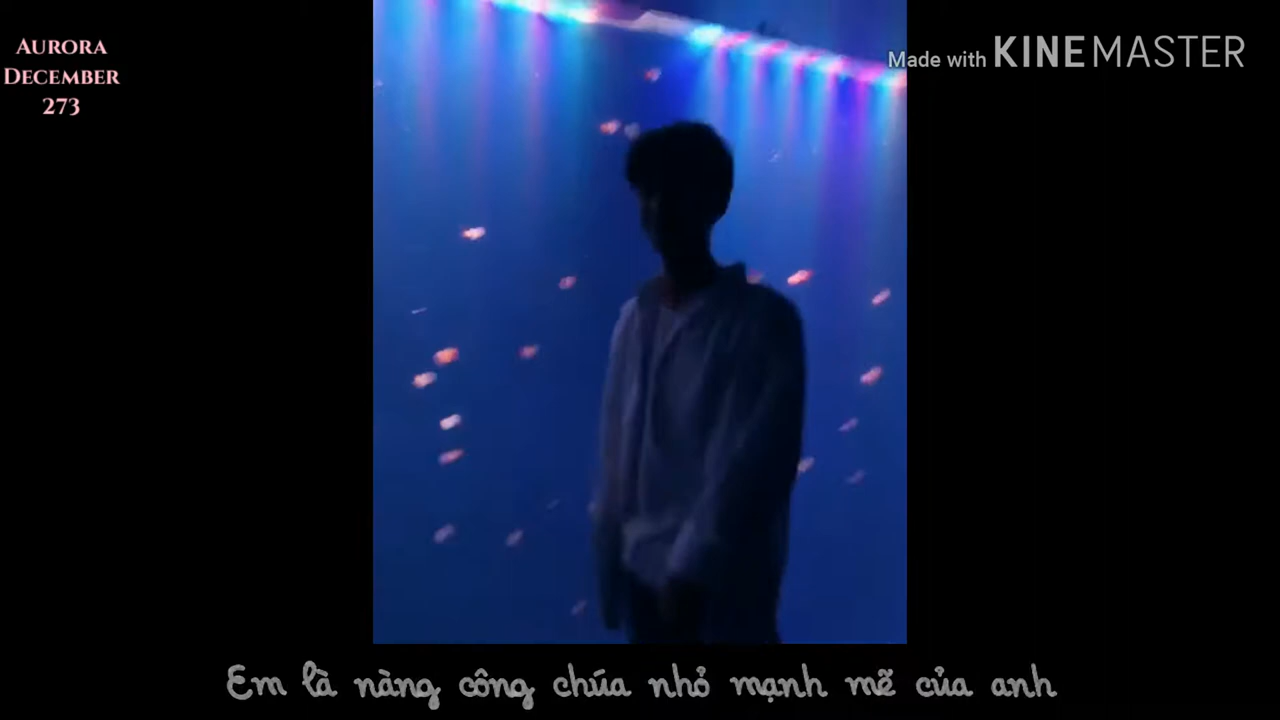 AURORA
DECEMBER
273
Made with KINEMASTER
Em là nàng công chúa nhỏ mạnh mẽ của anh